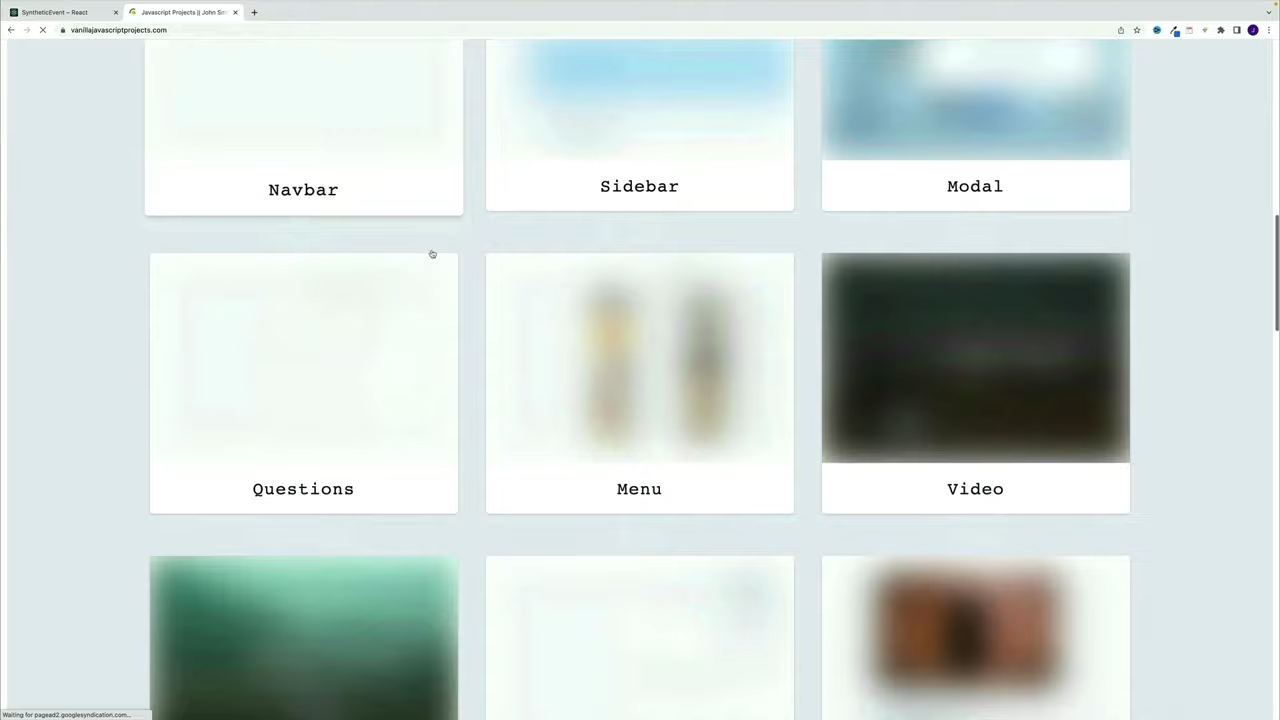 SyntheticEvent – React
Javascript Projects || John Sm
vanillajavascriptprojects.com
Navbar
Sidebar
Modal
Questions
Menu
Video
Waiting for pagead2.googlesyndication.com...